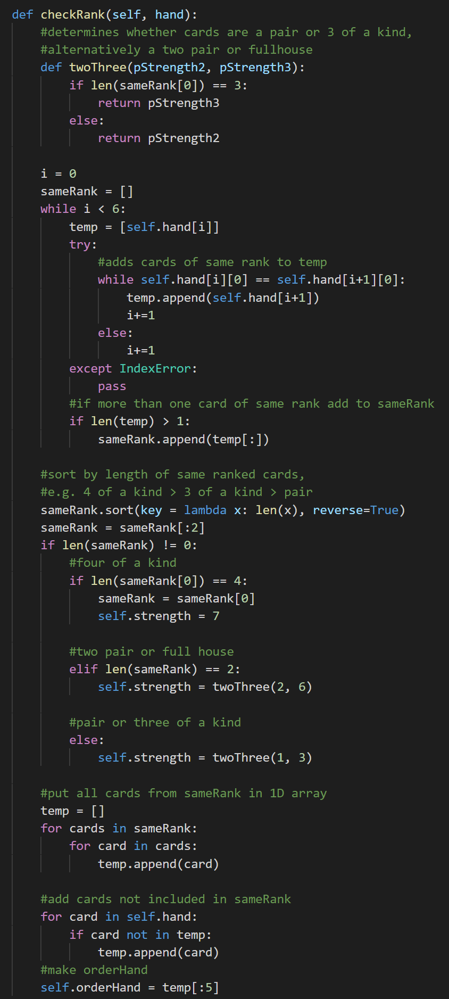 def checkRank(self, hand):
    #determines whether cards are a pair or 3 of a kind,
    #alternatively a two pair or fullhouse
    def twoThree(pStrength2, pStrength3):
        if len(sameRank[0]) == 3:
            return pStrength3
        else:
            return pStrength2

    i = 0
    sameRank = []
    while i < 6:
        temp = [self.hand[i]]
        try:
            #adds cards of same rank to temp
            while self.hand[i][0] == self.hand[i+1][0]:
                temp.append(self.hand[i+1])
                i+=1
            else:
                i+=1
        except IndexError:
            pass
        #if more than one card of same rank add to sameRank
        if len(temp) > 1:
            sameRank.append(temp[:])

    #sort by length of same ranked cards,
    #e.g. 4 of a kind > 3 of a kind > pair
    sameRank.sort(key = lambda x: len(x), reverse=True)
    sameRank = sameRank[:2]
    if len(sameRank) != 0:
        #four of a kind
        if len(sameRank[0]) == 4:
            sameRank = sameRank[0]
            self.strength = 7

        #two pair or full house
        elif len(sameRank) == 2:
            self.strength = twoThree(2, 6)

        #pair or three of a kind
        else:
            self.strength = twoThree(1, 3)

    #put all cards from sameRank in 1D array
    temp = []
    for cards in sameRank:
        for card in cards:
            temp.append(card)

    #add cards not included in sameRank
    for card in self.hand:
        if card not in temp:
            temp.append(card)
    #make orderHand
    self.orderHand = temp[:5]